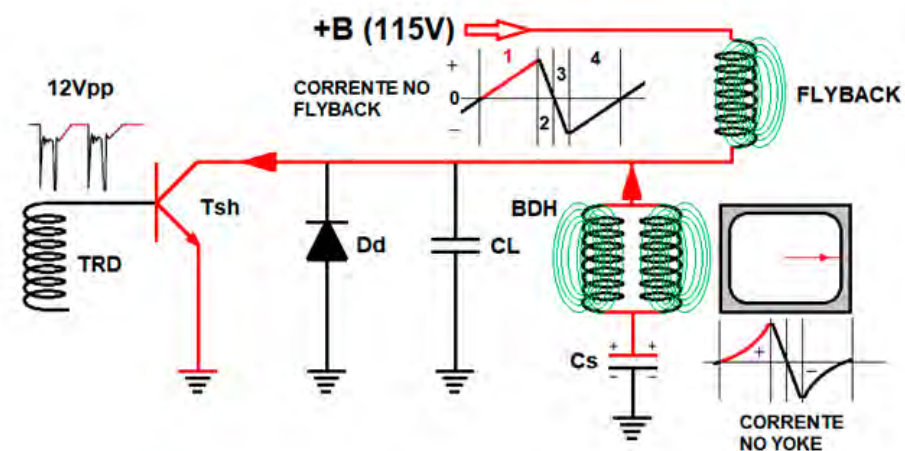 +B (115V)
12Vpp
CORRENTE NO
FLYBACK
+
0
–
1
2
3
4
FLYBACK
TRD
Tsh
Dd
CL
BDH
+ +
Cs
– –
+
–
CORRENTE
NO YOKE